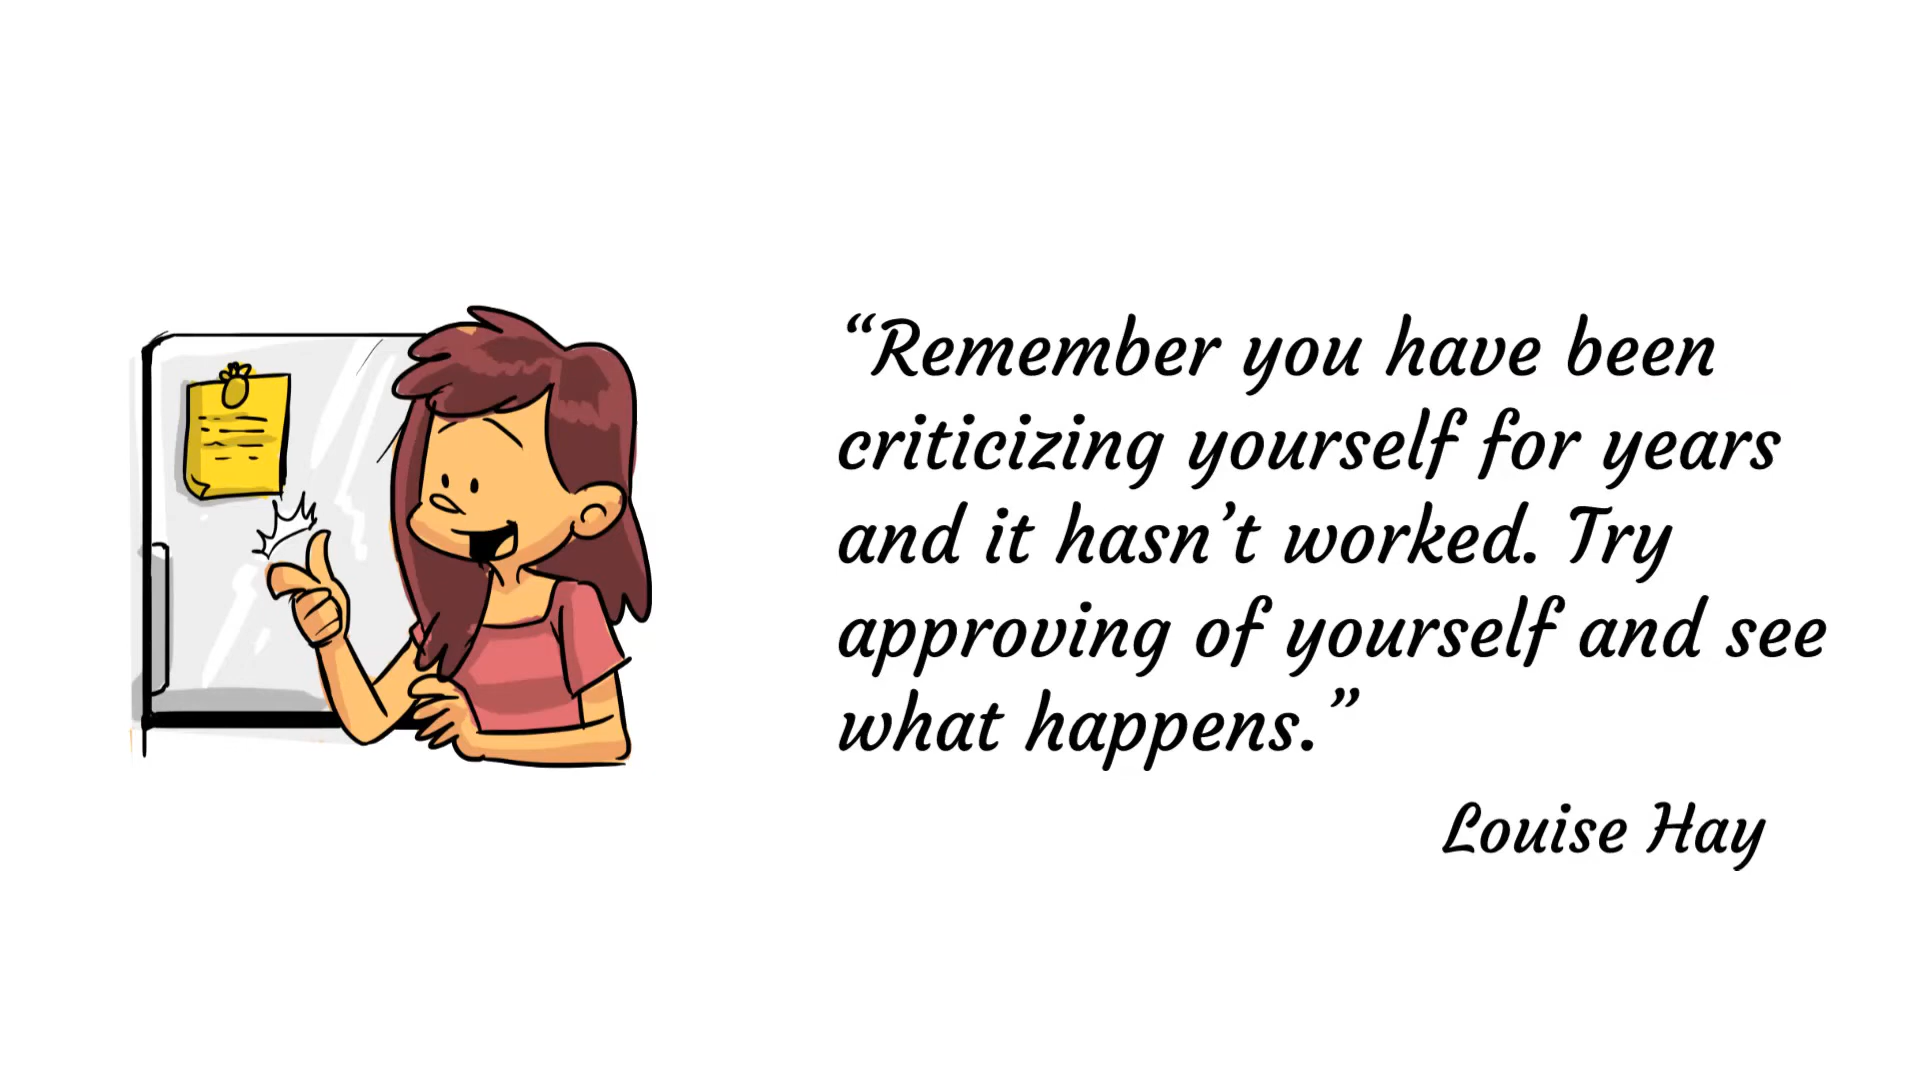 “Remember you have been
criticizing yourself for years
and it hasn’t worked. Try
approving of yourself and see
what happens.”
Louise Hay